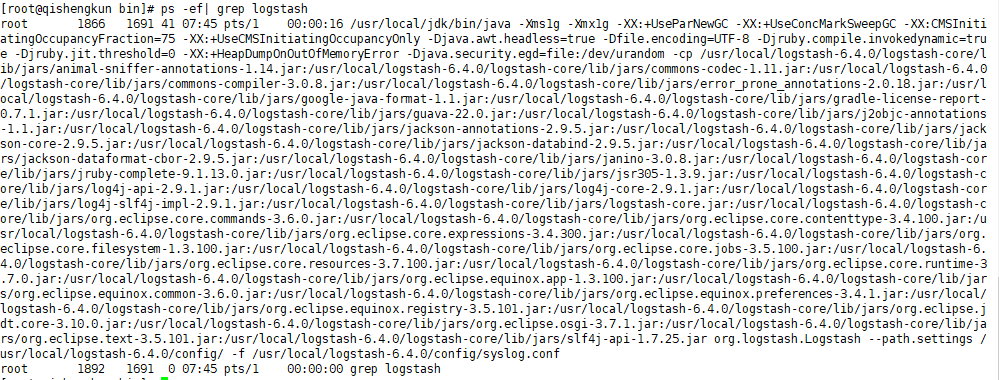 [root@qishengkun bin]# ps -ef| grep logstash
root      1866   1691 41 07:45 pts/1    00:00:16 /usr/local/jdk/bin/java -Xms1g -Xmx1g -XX:+UseParNewGC -XX:+UseConcMarkSweepGC -XX:CMSIniti
atingOccupancyFraction=75 -XX:+UseCMSInitiatingOccupancyOnly -Djava.awt.headless=true -Dfile.encoding=UTF-8 -Djruby.compile.invokedynamic=tru
e -Djruby.jit.threshold=0 -XX:+HeapDumpOnOutOfMemoryError -Djava.security.egd=file:/dev/urandom -cp /usr/local/logstash-6.4.0/logstash-core/l
ib/jars/animal-sniffer-annotations-1.14.jar:/usr/local/logstash-6.4.0/logstash-core/lib/jars/commons-codec-1.11.jar:/usr/local/logstash-6.4.0
/logstash-core/lib/jars/commons-compiler-3.0.8.jar:/usr/local/logstash-6.4.0/logstash-core/lib/jars/error_prone_annotations-2.0.18.jar:/usr/l
ocal/logstash-6.4.0/logstash-core/lib/jars/google-java-format-1.1.jar:/usr/local/logstash-6.4.0/logstash-core/lib/jars/gradle-license-report-
0.7.1.jar:/usr/local/logstash-6.4.0/logstash-core/lib/jars/guava-22.0.jar:/usr/local/logstash-6.4.0/logstash-core/lib/jars/j2objc-annotations
-1.1.jar:/usr/local/logstash-6.4.0/logstash-core/lib/jars/jackson-annotations-2.9.5.jar:/usr/local/logstash-6.4.0/logstash-core/lib/jars/jack
son-core-2.9.5.jar:/usr/local/logstash-6.4.0/logstash-core/lib/jars/jackson-databind-2.9.5.jar:/usr/local/logstash-6.4.0/logstash-core/lib/ja
rs/jackson-dataformat-cbor-2.9.5.jar:/usr/local/logstash-6.4.0/logstash-core/lib/jars/janino-3.0.8.jar:/usr/local/logstash-6.4.0/logstash-cor
e/lib/jars/jruby-complete-9.1.13.0.jar:/usr/local/logstash-6.4.0/logstash-core/lib/jars/jsr305-1.3.9.jar:/usr/local/logstash-6.4.0/logstash-c
ore/lib/jars/log4j-api-2.9.1.jar:/usr/local/logstash-6.4.0/logstash-core/lib/jars/log4j-core-2.9.1.jar:/usr/local/logstash-6.4.0/logstash-cor
e/lib/jars/log4j-slf4j-impl-2.9.1.jar:/usr/local/logstash-6.4.0/logstash-core/lib/jars/logstash-core.jar:/usr/local/logstash-6.4.0/logstash-c
ore/lib/jars/org.eclipse.core.commands-3.6.0.jar:/usr/local/logstash-6.4.0/logstash-core/lib/jars/org.eclipse.core.contenttype-3.4.100.jar:/u
sr/local/logstash-6.4.0/logstash-core/lib/jars/org.eclipse.core.expressions-3.4.300.jar:/usr/local/logstash-6.4.0/logstash-core/lib/jars/org.
eclipse.core.filesystem-1.3.100.jar:/usr/local/logstash-6.4.0/logstash-core/lib/jars/org.eclipse.core.jobs-3.5.100.jar:/usr/local/logstash-6.
4.0/logstash-core/lib/jars/org.eclipse.core.resources-3.7.100.jar:/usr/local/logstash-6.4.0/logstash-core/lib/jars/org.eclipse.core.runtime-3
.7.0.jar:/usr/local/logstash-6.4.0/logstash-core/lib/jars/org.eclipse.equinox.app-1.3.100.jar:/usr/local/logstash-6.4.0/logstash-core/lib/jar
s/org.eclipse.equinox.common-3.6.0.jar:/usr/local/logstash-6.4.0/logstash-core/lib/jars/org.eclipse.equinox.preferences-3.4.1.jar:/usr/local/
logstash-6.4.0/logstash-core/lib/jars/org.eclipse.equinox.registry-3.5.101.jar:/usr/local/logstash-6.4.0/logstash-core/lib/jars/org.eclipse.j
dt.core-3.10.0.jar:/usr/local/logstash-6.4.0/logstash-core/lib/jars/org.eclipse.osgi-3.7.1.jar:/usr/local/logstash-6.4.0/logstash-core/lib/ja
rs/org.eclipse.text-3.5.101.jar:/usr/local/logstash-6.4.0/logstash-core/lib/jars/slf4j-api-1.7.25.jar org.logstash.Logstash --path.settings /
usr/local/logstash-6.4.0/config/ -f /usr/local/logstash-6.4.0/config/syslog.conf
root      1892   1691  0 07:45 pts/1    00:00:00 grep logstash